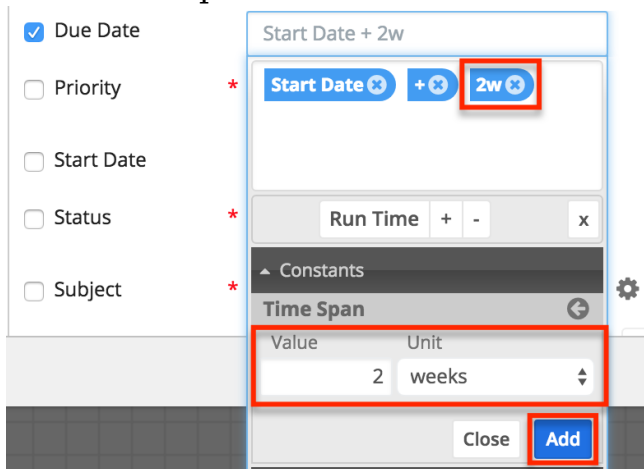 Due Date
Start Date + 2w
Priority *
Start Date + 2w
Start Date
Status *
Run Time + - x
Constants
Subject *
Time Span
Value Unit
2 weeks
Close Add